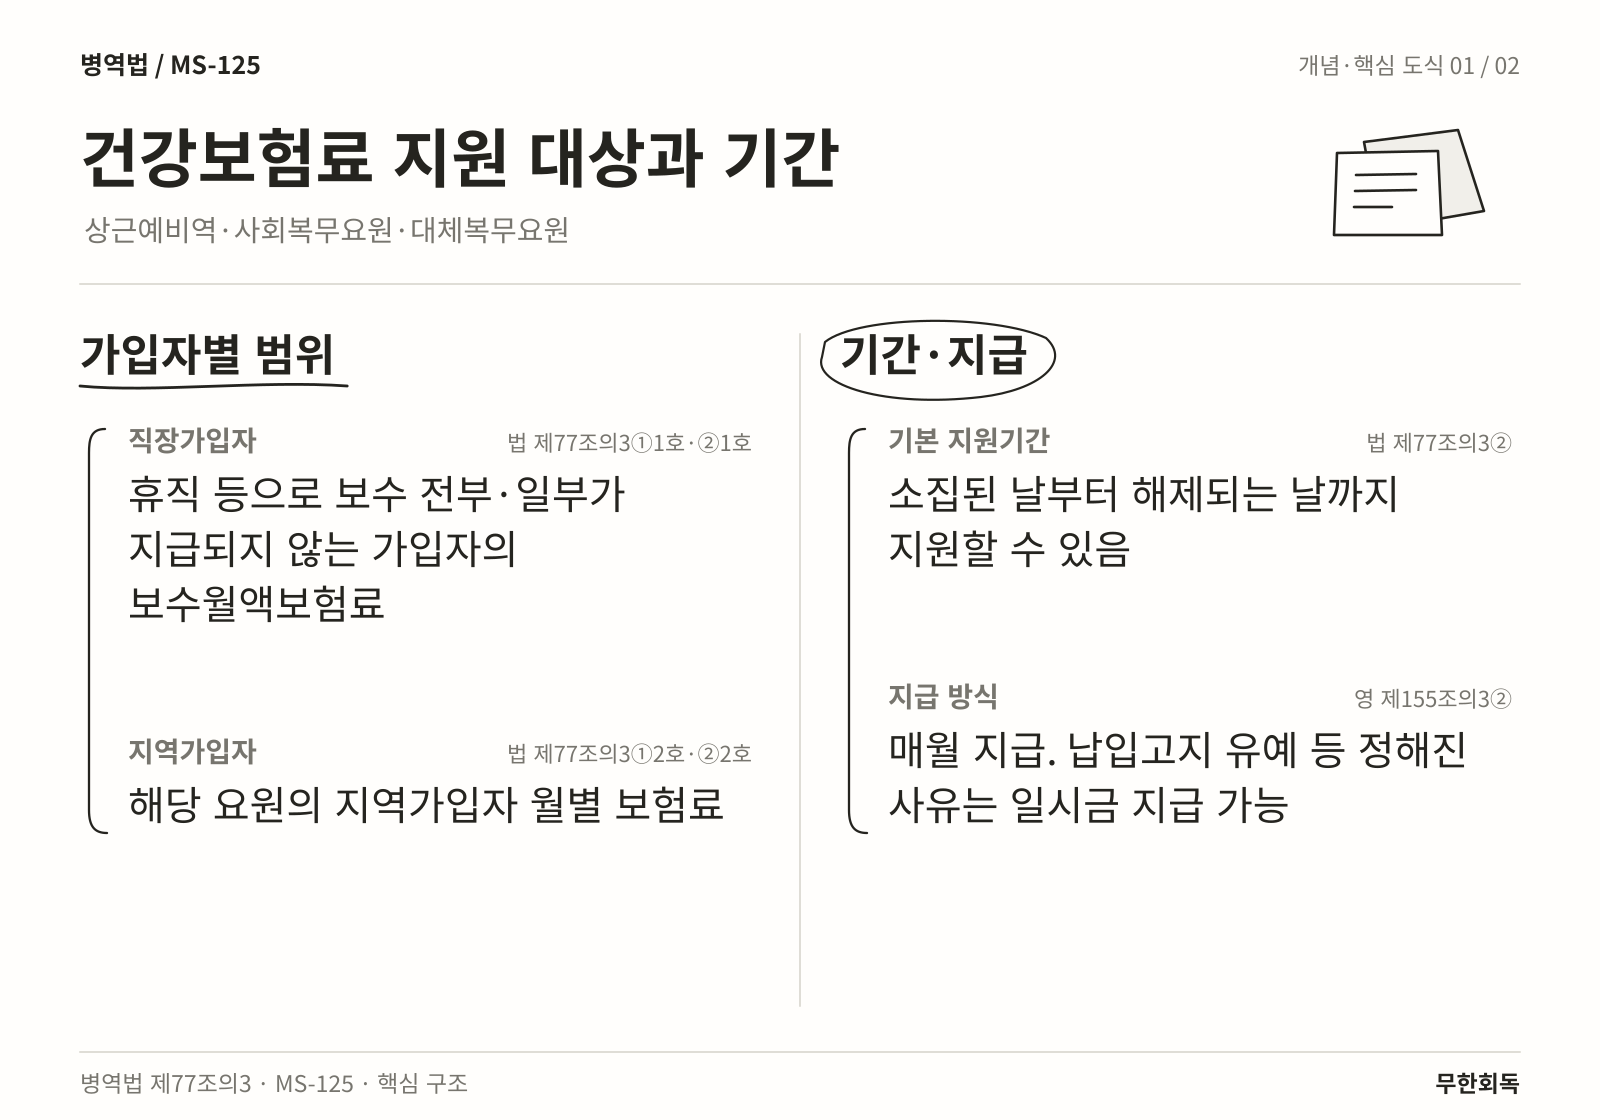 병역법 / MS-125
개념·핵심 도식 01 / 02
건강보험료 지원 대상과 기간
상근예비역·사회복무요원·대체복무요원
가입자별 범위
직장가입자
법 제77조의3①1호·②1호
휴직 등으로 보수 전부·일부가
지급되지 않는 가입자의
보수월액보험료
지역가입자
법 제77조의3①2호·②2호
해당 요원의 지역가입자 월별 보험료
기간·지급
기본 지원기간
법 제77조의3②
소집된 날부터 해제되는 날까지
지원할 수 있음
지급 방식
영 제155조의3②
매월 지급. 납입고지 유예 등 정해진
사유는 일시금 지급 가능
병역법 제77조의3 · MS-125 · 핵심 구조
무한회독